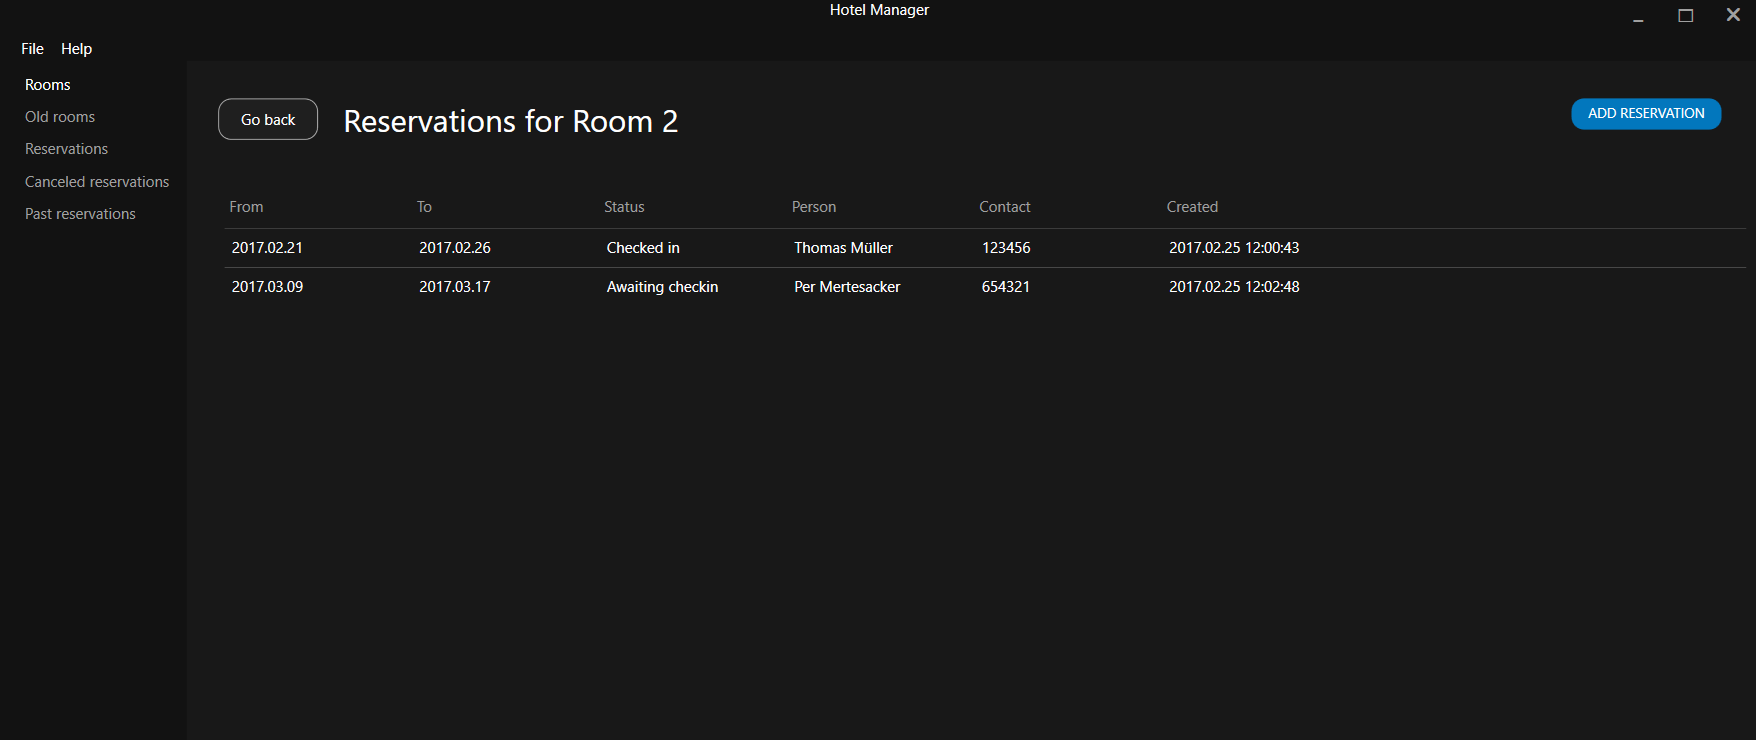 Hotel Manager
File Help
Rooms
Old rooms
Reservations
Canceled reservations
Past reservations
Go back
Reservations for Room 2
ADD RESERVATION
From To Status Person Contact Created
2017.02.21 2017.02.26 Checked in Thomas Müller 123456 2017.02.25 12:00:43
2017.03.09 2017.03.17 Awaiting checkin Per Mertesacker 654321 2017.02.25 12:02:48